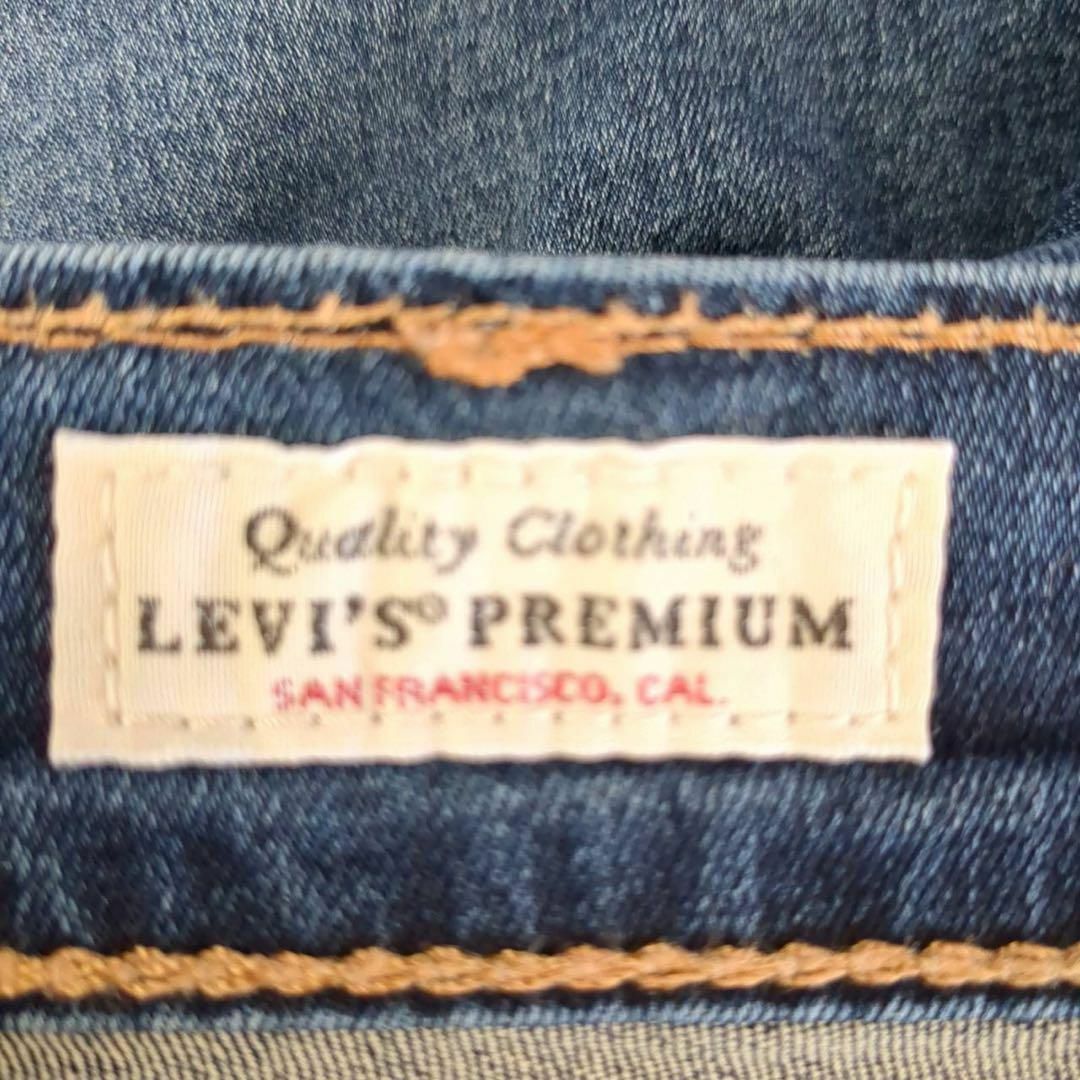 Quality Clothing
LEVI'S® PREMIUM
SAN FRANCISCO, CAL.